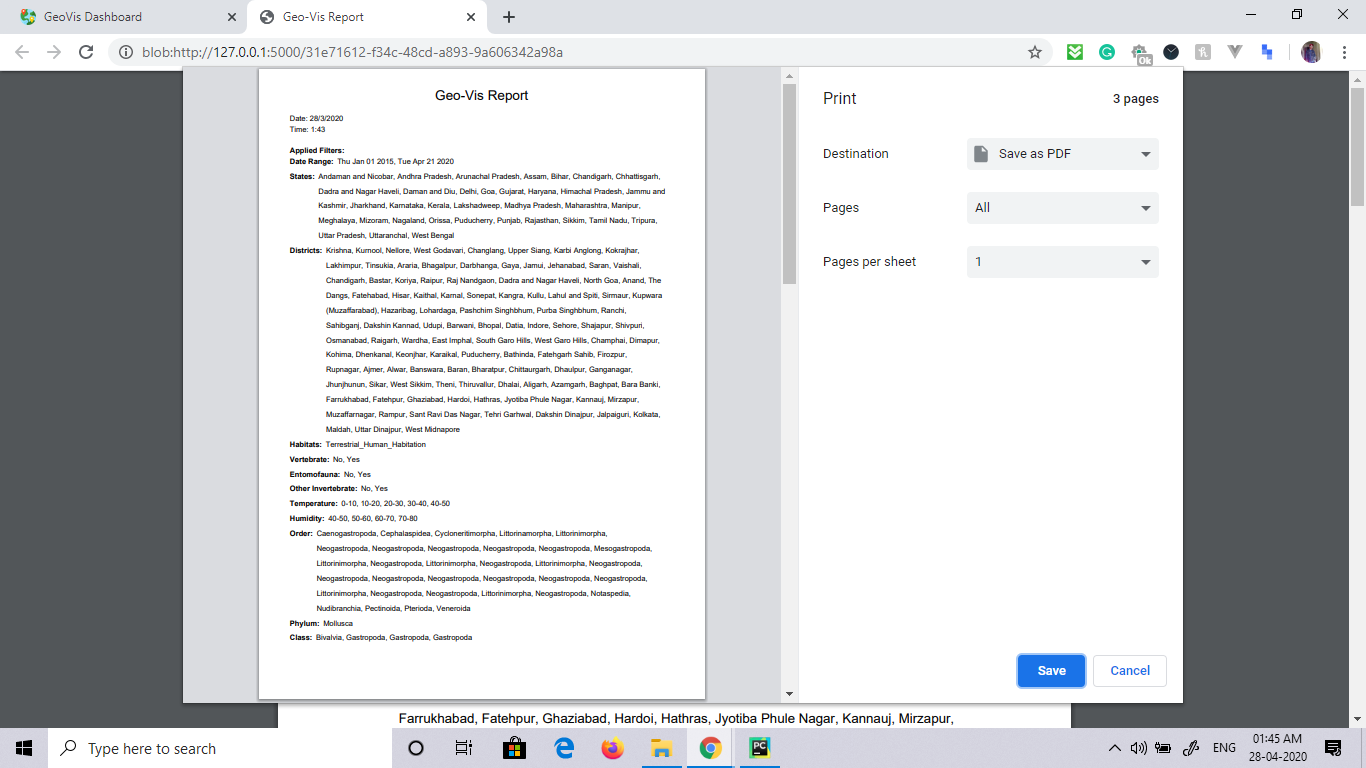 GeoVis Dashboard
Geo-Vis Report
blob:http://127.0.0.1:5000/31e71612-f34c-48cd-a893-9a606342a98a
Ok
Geo-Vis Report
Date: 28/3/2020
Time: 1:43
Applied Filters:
Date Range: Thu Jan 01 2015, Tue Apr 21 2020
States: Andaman and Nicobar, Andhra Pradesh, Arunachal Pradesh, Assam, Bihar, Chandigarh, Chhattisgarh,
Dadra and Nagar Haveli, Daman and Diu, Delhi, Goa, Gujarat, Haryana, Himachal Pradesh, Jammu and
Kashmir, Jharkhand, Karnataka, Kerala, Lakshadweep, Madhya Pradesh, Maharashtra, Manipur,
Meghalaya, Mizoram, Nagaland, Orissa, Puducherry, Punjab, Rajasthan, Sikkim, Tamil Nadu, Tripura,
Uttar Pradesh, Uttaranchal, West Bengal
Districts: Krishna, Kurnool, Nellore, West Godavari, Changlang, Upper Siang, Karbi Anglong, Kokrajhar,
Lakhimpur, Tinsukia, Araria, Bhagalpur, Darbhanga, Gaya, Jamui, Jehanabad, Saran, Vaishali,
Chandigarh, Bastar, Koriya, Raipur, Raj Nandgaon, Dadra and Nagar Haveli, North Goa, Anand, The
Dangs, Fatehabad, Hisar, Kaithal, Karnal, Sonepat, Kangra, Kullu, Lahul and Spiti, Sirmaur, Kupwara
(Muzaffarabad), Hazaribag, Lohardaga, Pashchim Singhbhum, Purba Singhbhum, Ranchi,
Sahibganj, Dakshin Kannad, Udupi, Barwani, Bhopal, Datia, Indore, Sehore, Shajapur, Shivpuri,
Osmanabad, Raigarh, Wardha, East Imphal, South Garo Hills, West Garo Hills, Champhai, Dimapur,
Kohima, Dhenkanal, Keonjhar, Karaikal, Puducherry, Bathinda, Fatehgarh Sahib, Firozpur,
Rupnagar, Ajmer, Alwar, Banswara, Baran, Bharatpur, Chittaurgarh, Dhaulpur, Ganganagar,
Jhunjhunun, Sikar, West Sikkim, Theni, Thiruvallur, Dhalai, Aligarh, Azamgarh, Baghpat, Bara Banki,
Farrukhabad, Fatehpur, Ghaziabad, Hardoi, Hathras, Jyotiba Phule Nagar, Kannauj, Mirzapur,
Muzaffarnagar, Rampur, Sant Ravi Das Nagar, Tehri Garhwal, Dakshin Dinajpur, Jalpaiguri, Kolkata,
Maldah, Uttar Dinajpur, West Midnapore
Habitats: Terrestrial_Human_Habitation
Vertebrate: No, Yes
Entomofauna: No, Yes
Other Invertebrate: No, Yes
Temperature: 0-10, 10-20, 20-30, 30-40, 40-50
Humidity: 40-50, 50-60, 60-70, 70-80
Order: Caenogastropoda, Cephalaspidea, Cycloneritimorpha, Littorinamorpha, Littorinimorpha,
Neogastropoda, Neogastropoda, Neogastropoda, Neogastropoda, Neogastropoda, Mesogastropoda,
Littorinimorpha, Neogastropoda, Littorinimorpha, Neogastropoda, Littorinimorpha, Neogastropoda,
Neogastropoda, Neogastropoda, Neogastropoda, Neogastropoda, Neogastropoda, Neogastropoda,
Littorinimorpha, Neogastropoda, Neogastropoda, Littorinimorpha, Neogastropoda, Notaspedia,
Nudibranchia, Pectinoida, Pterioda, Veneroida
Phylum: Mollusca
Class: Bivalvia, Gastropoda, Gastropoda, Gastropoda
Print
3 pages
Destination
Save as PDF
Pages
All
Pages per sheet
1
Save
Cancel
Farrukhabad, Fatehpur, Ghaziabad, Hardoi, Hathras, Jyotiba Phule Nagar, Kannauj, Mirzapur,
Type here to search
PC
ENG
01:45 AM
28-04-2020